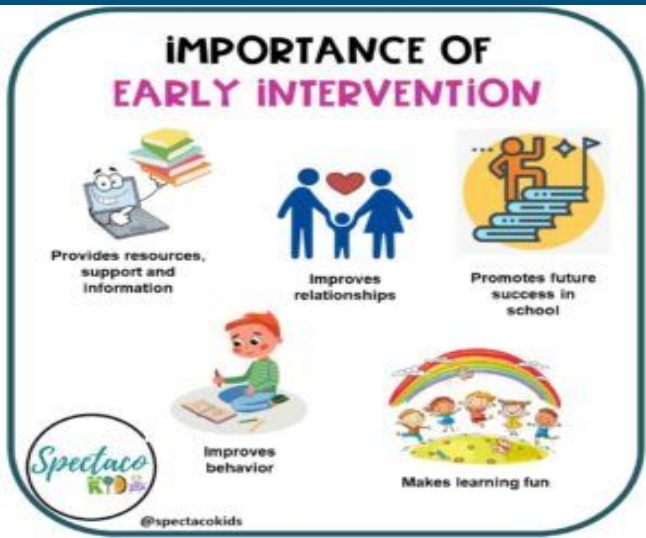 iMPORTANCE OF
EARLY iNTERVENTiON
Provides resources,
support and
information
Improves
relationships
Promotes future
success in
school
Improves
behavior
Makes learning fun
Spectaco
KIDS
@spectacokids